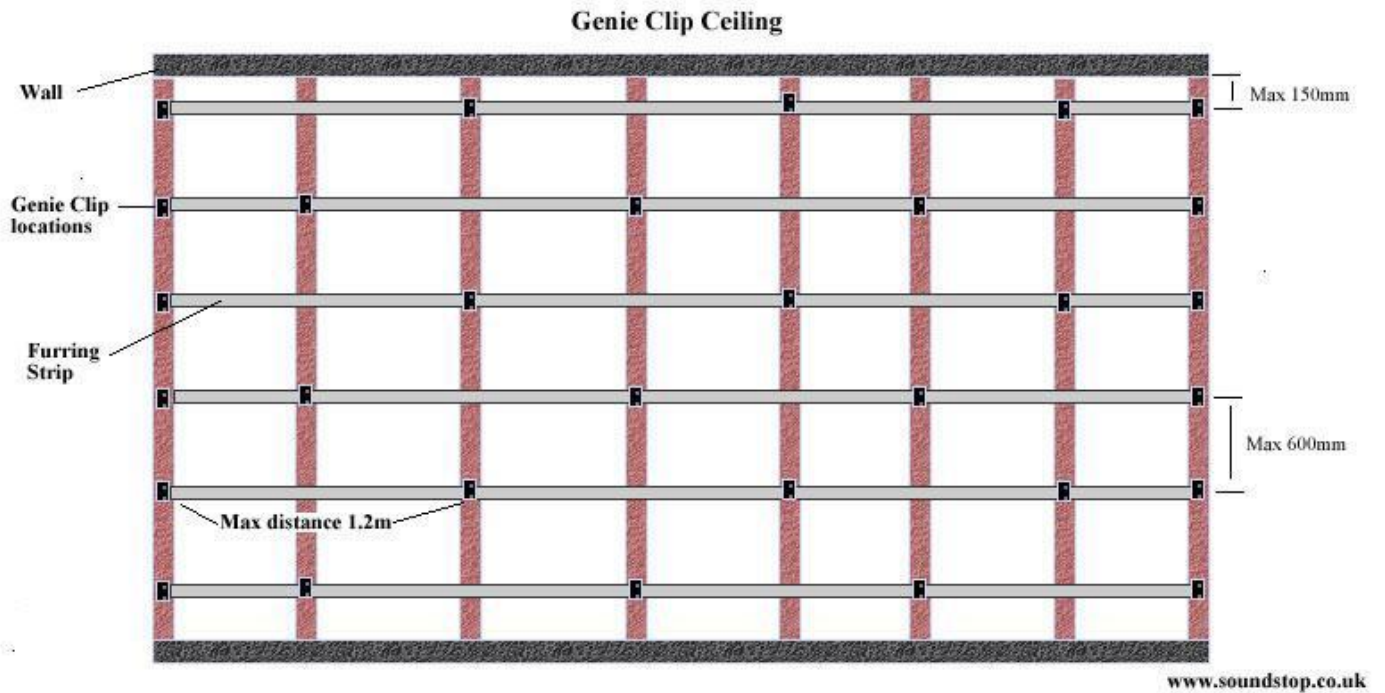 Genie Clip Ceiling
Wall
Max 150mm
Genie Clip
locations
Furring
Strip
Max 600mm
Max distance 1.2m
www.soundstop.co.uk